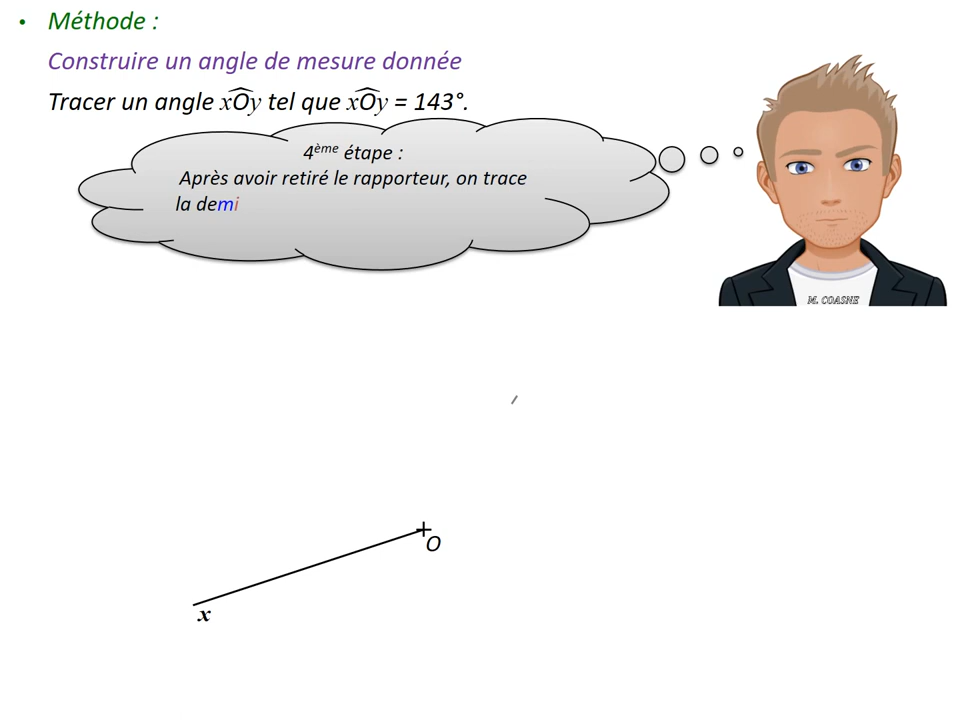 • Méthode :
Construire un angle de mesure donnée
Tracer un angle xOy tel que xOy = 143°.
4ème étape :
Après avoir retiré le rapporteur, on trace
la demi
M. COASNE
O
x